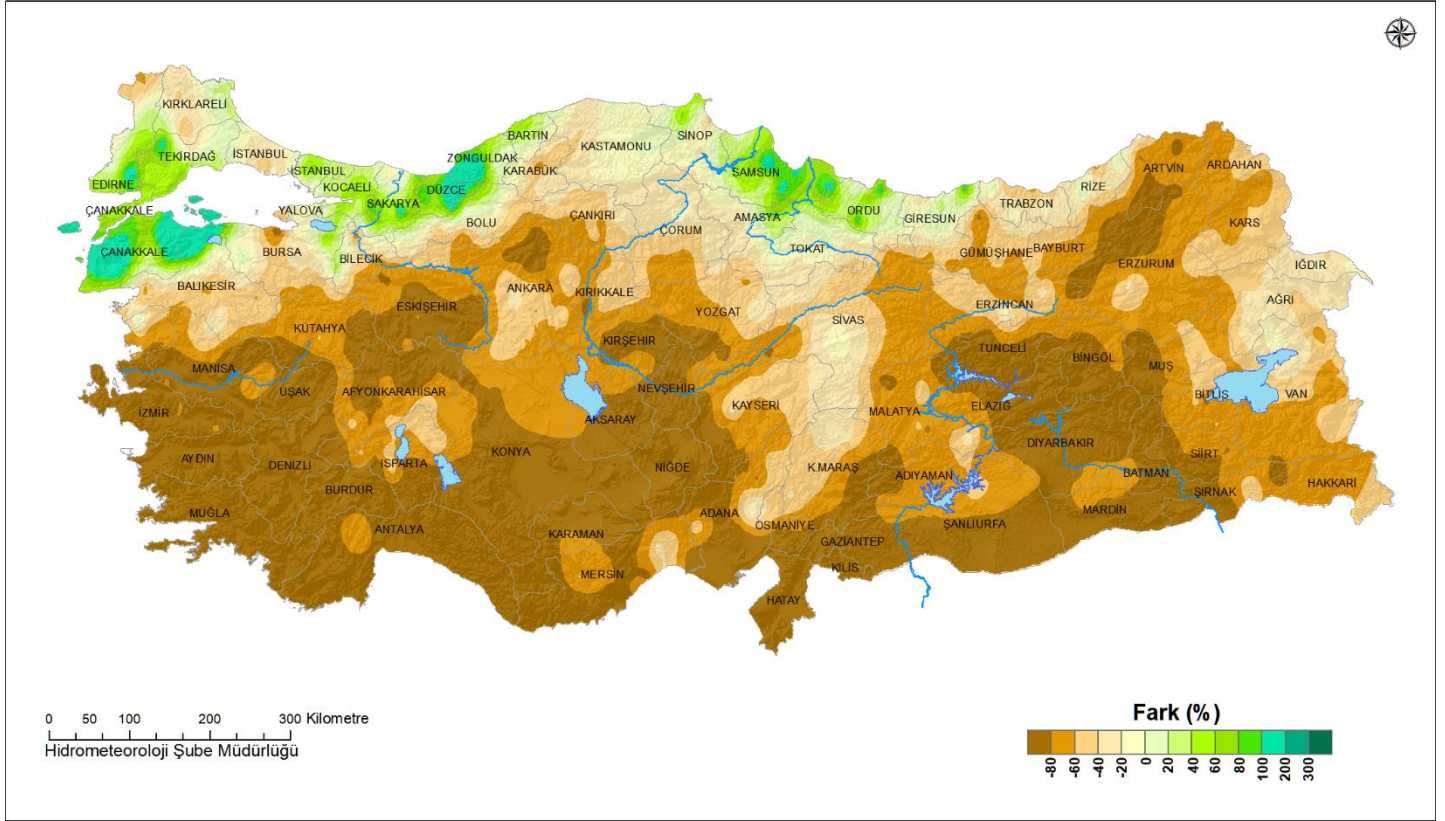 KIRKLARELİ
TEKİRDAĞ
İSTANBUL
EDİRNE
ÇANAKKALE
ÇANAKKALE
İSTANBUL
KOCAELİ
YALOVA
SAKARYA
DÜZCE
ZONGULDAK
BARTIN
KARABÜK
KASTAMONU
SİNOP
SAMSUN
AMASYA
ORDU
GİRESUN
TOKAT
TRABZON
RİZE
ARTVİN
ARDAHAN
KARS
BALIKESİR
BURSA
BİLECİK
BOLU
ÇANKIRI
ÇORUM
GÜMÜŞHANE
BAYBURT
ERZURUM
IĞDIR
AĞRI
KÜTAHYA
ESKİŞEHİR
ANKARA
KIRIKKALE
YOZGAT
SİVAS
ERZİNCAN
MANİSA
UŞAK
AFYONKARAHİSAR
KIRŞEHİR
NEVŞEHİR
KAYSERİ
MALATYA
ELAZIĞ
TUNCELİ
BİNGÖL
MUŞ
BİTLİS
VAN
İZMİR
AYDIN
DENİZLİ
ISPARTA
BURDUR
KONYA
AKSARAY
NİĞDE
K.MARAŞ
ADIYAMAN
DİYARBAKIR
BATMAN
SİİRT
ŞIRNAK
HAKKARİ
MUĞLA
ANTALYA
KARAMAN
MERSİN
ADANA
OSMANİYE
GAZİANTEP
KİLİS
HATAY
ŞANLIURFA
MARDİN
0 50 100 200 300 Kilometre
Hidrometeoroloji Şube Müdürlüğü
Fark (%)
-80 -60 -40 -20 0 20 40 60 80 100 200 300